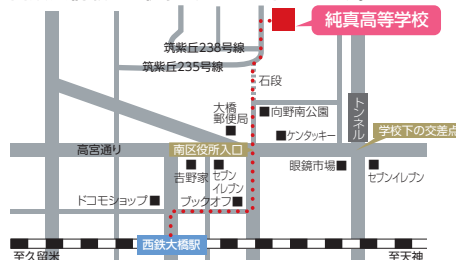 純真高等学校
筑紫丘238号線
筑紫丘235号線
石段
大橋
郵便局
向野南公園
ケンタッキー
トンネル
学校下の交差点
高宮通り
南区役所入口
吉野家
セブン
イレブン
眼鏡市場
セブンイレブン
ドコモショップ
ブックオフ
西鉄大橋駅
至久留米
至天神